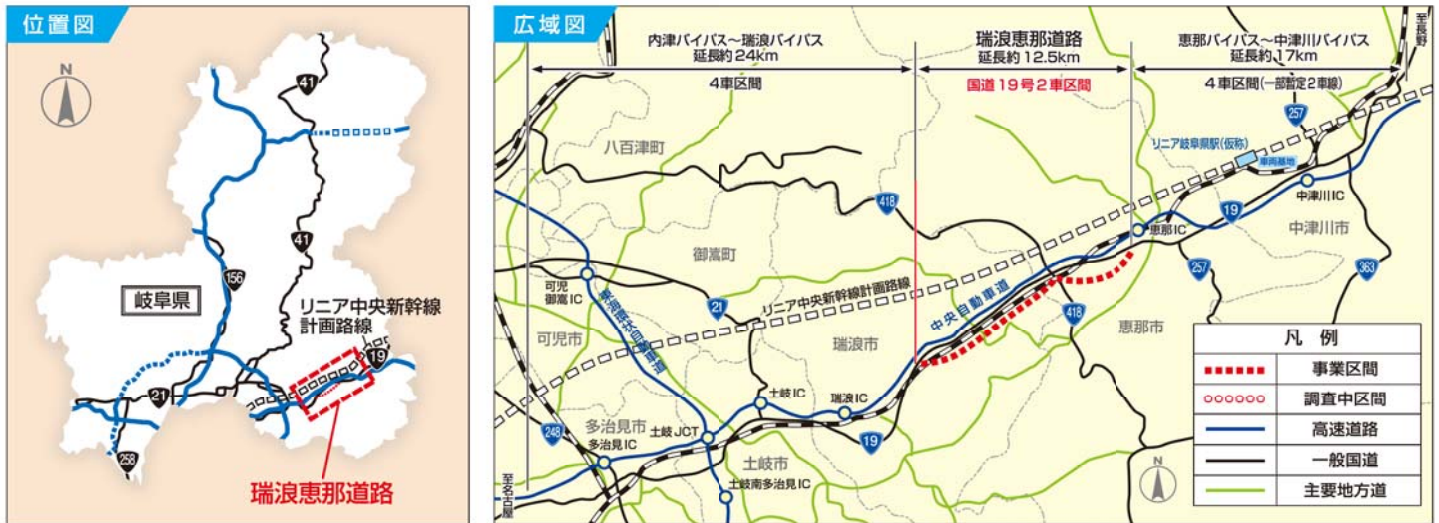 位置図
N
41
41
156
岐阜県
リニア中央新幹線
計画路線
19
21
258
瑞浪恵那道路
広域図
内津バイパス〜瑞浪バイパス
延長約24km
4車区間
瑞浪恵那道路
延長約12.5km
国道19号2車区間
恵那バイパス〜中津川バイパス
延長約17km
4車区間(一部暫定2車線)
至長野
257
八百津町
リニア岐阜県駅(仮称)
車両基地
中津川IC
418
19
恵那IC
中津川市
御嵩町
257
363
可児
御嵩IC
東海環状自動車道
21
リニア中央新幹線計画路線
中央自動車道
418
恵那市
可児市
瑞浪市
土岐IC
瑞浪IC
248
多治見市
多治見IC
土岐JCT
19
土岐市
至名古屋
土岐南多治見IC
N
凡例
事業区間
調査中区間
高速道路
一般国道
主要地方道